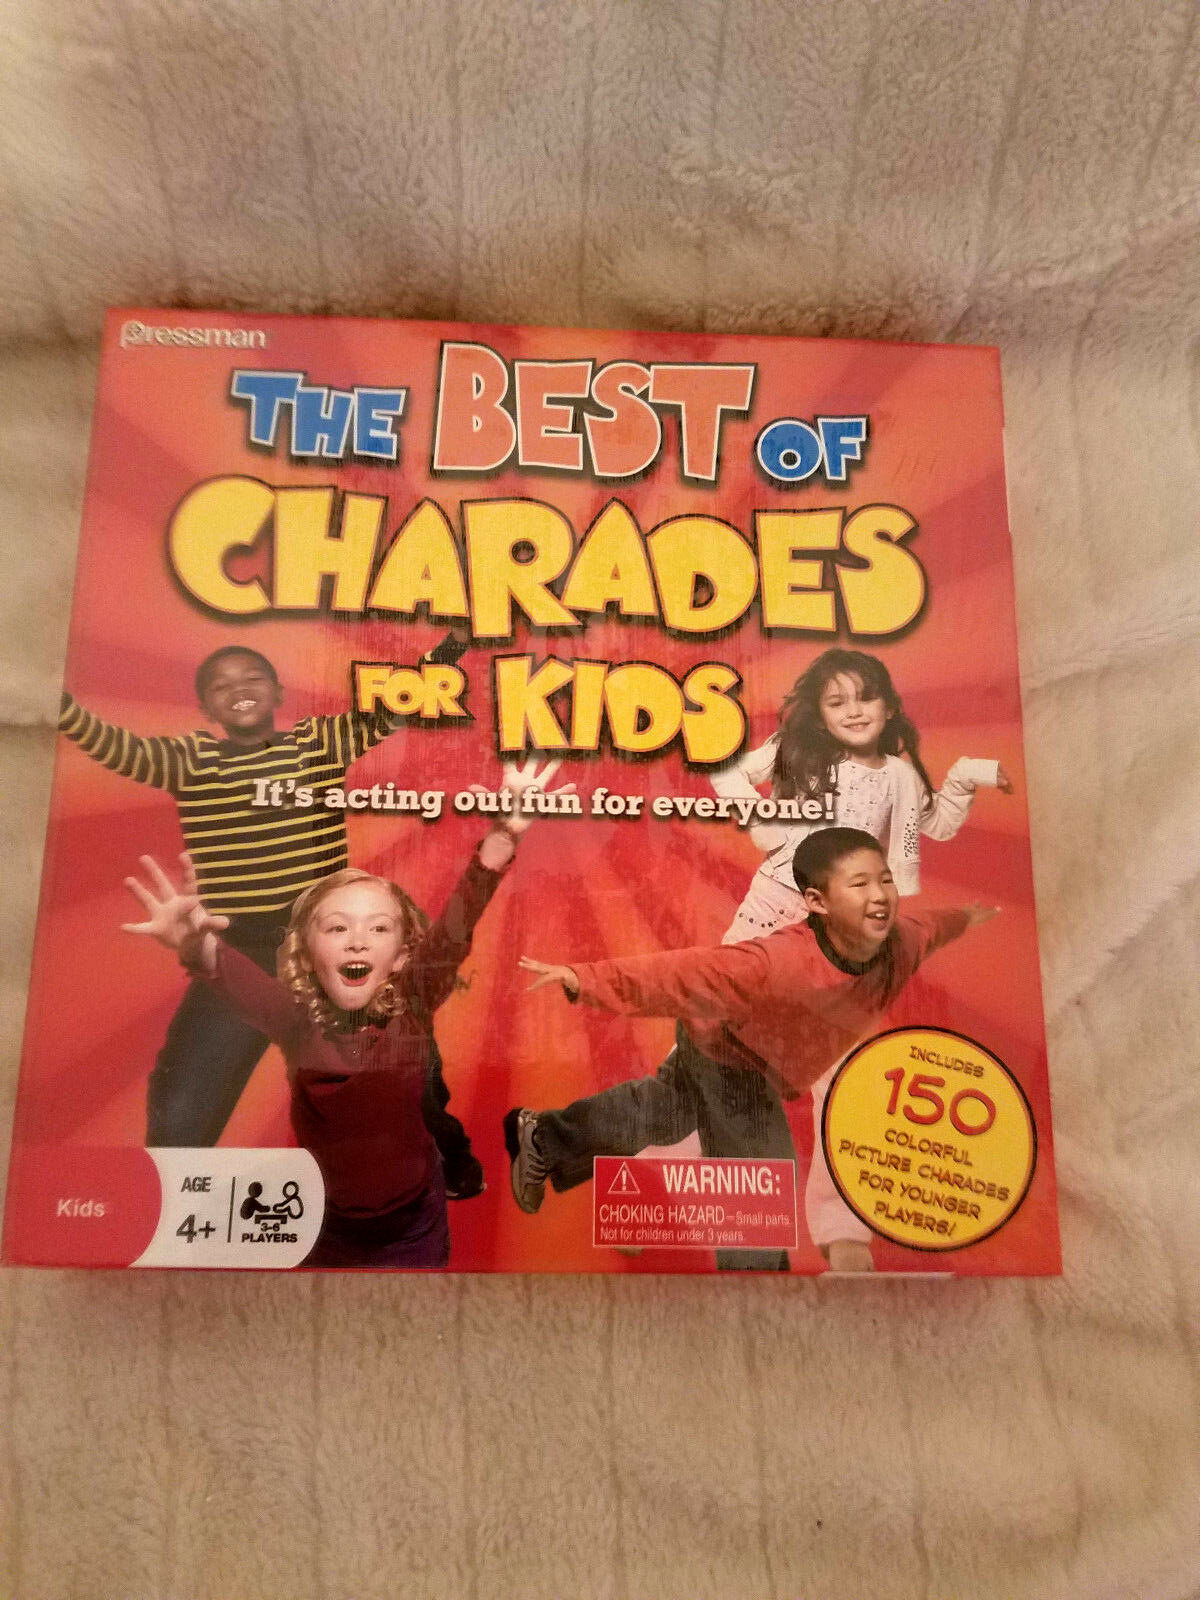 Pressman
THE BEST OF
CHARADES
FOR KIDS
It's acting out fun for everyone!
INCLUDES
150
COLORFUL
PICTURE CHARADES
FOR YOUNGER
PLAYERS!
WARNING:
CHOKING HAZARD—Small parts.
Not for children under 3 years.
Kids
AGE
4+
3-6
PLAYERS